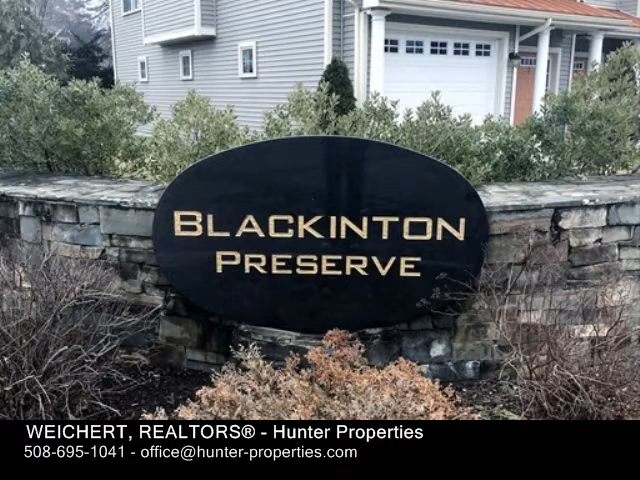 BLACKINTON
PRESERVE
WEICHERT, REALTORS® - Hunter Properties
508-695-1041 - office@hunter-properties.com